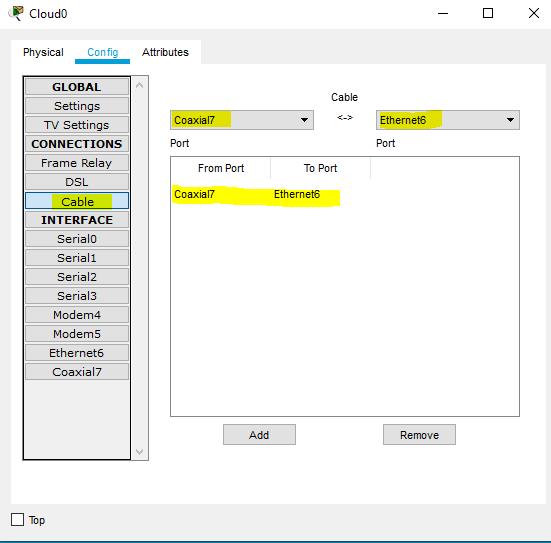 Cloud0
Physical Config Attributes
GLOBAL
Settings
TV Settings
CONNECTIONS
Frame Relay
DSL
Cable
INTERFACE
Serial0
Serial1
Serial2
Serial3
Modem4
Modem5
Ethernet6
Coaxial7
Cable
Coaxial7 <-> Ethernet6
Port Port
From Port To Port
Coaxial7 Ethernet6
Add Remove
Top